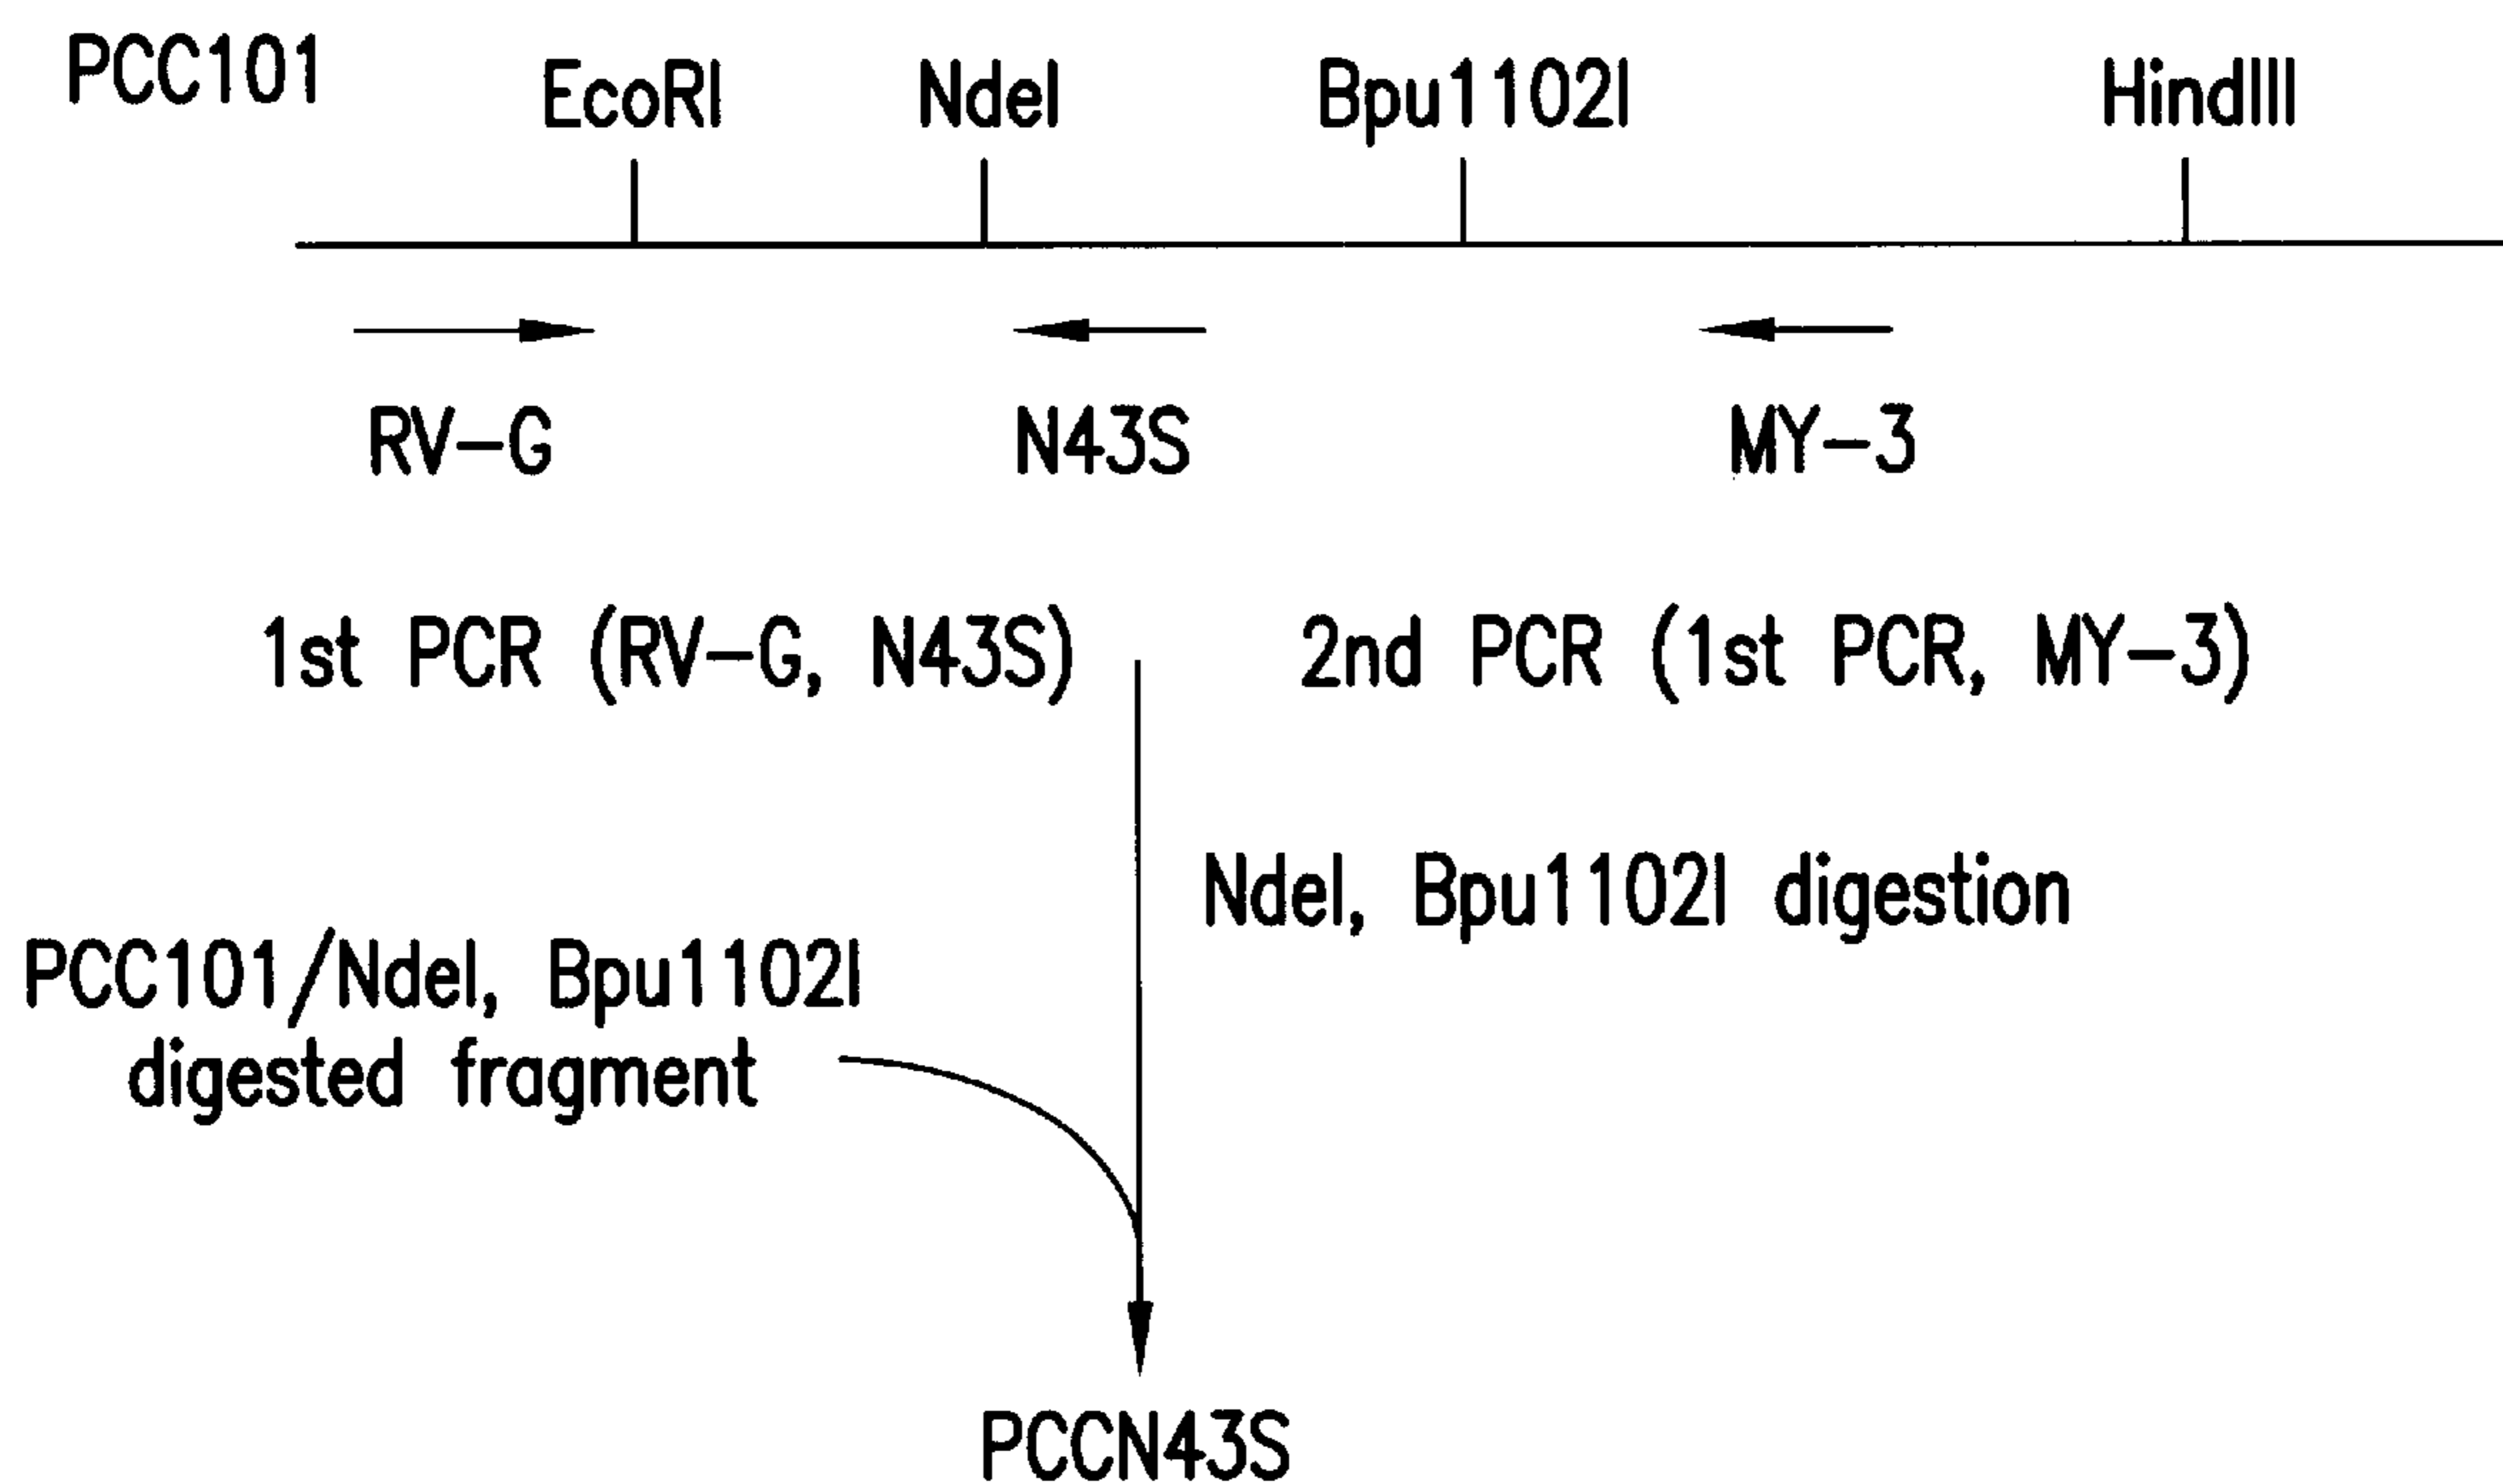 PCC101
EcoRI NdeI Bpu1102I HindIII
RV-G N43S MY-3
1st PCR (RV-G, N43S) 2nd PCR (1st PCR, MY-3)
NdeI, Bpu1102I digestion
PCC101/NdeI, Bpu1102I
digested fragment
PCCN43S